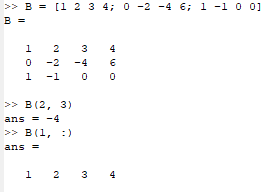 >> B = [1 2 3 4; 0 -2 -4 6; 1 -1 0 0]
B =
1 2 3 4
0 -2 -4 6
1 -1 0 0
>> B(2, 3)
ans = -4
>> B(1, :)
ans =
1 2 3 4